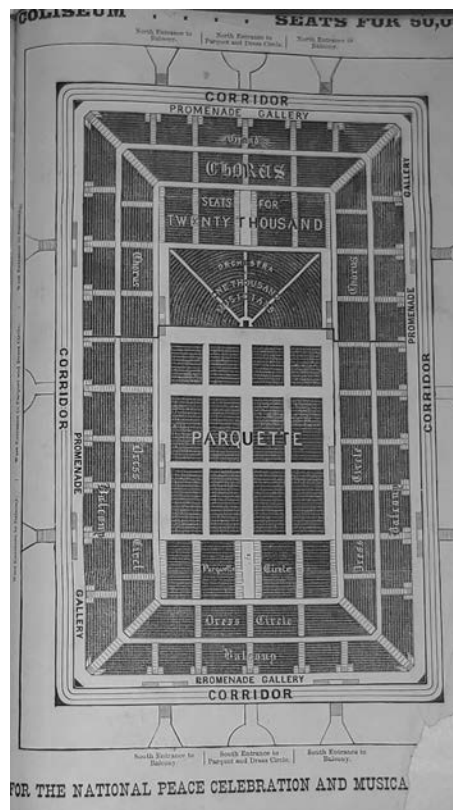 COLISEUM . . . . SEATS FOR 50,0
North Entrance to
Balcony.
North Entrance to
Parquet and Dress Circle.
North Entrance to
Balcony.
CORRIDOR
PROMENADE GALLERY
CHORUS
SEATS FOR
TWENTY THOUSAND
ORCHESTRA
ONE THOUSAND
MUSICIANS
Chorus
Chorus
GALLERY
PROMENADE
CORRIDOR
CORRIDOR
PROMENADE
GALLERY
PARQUETTE
Dress
Circel
Balcony
Circle
Dress
Balcony
Parquette Circle
Dress Circle
Balcony
PROMENADE GALLERY
CORRIDOR
South Entrance to
Balcony.
South Entrance to
Parquet and Dress Circle.
South Entrance to
Balcony.
FOR THE NATIONAL PEACE CELEBRATION AND MUSICA